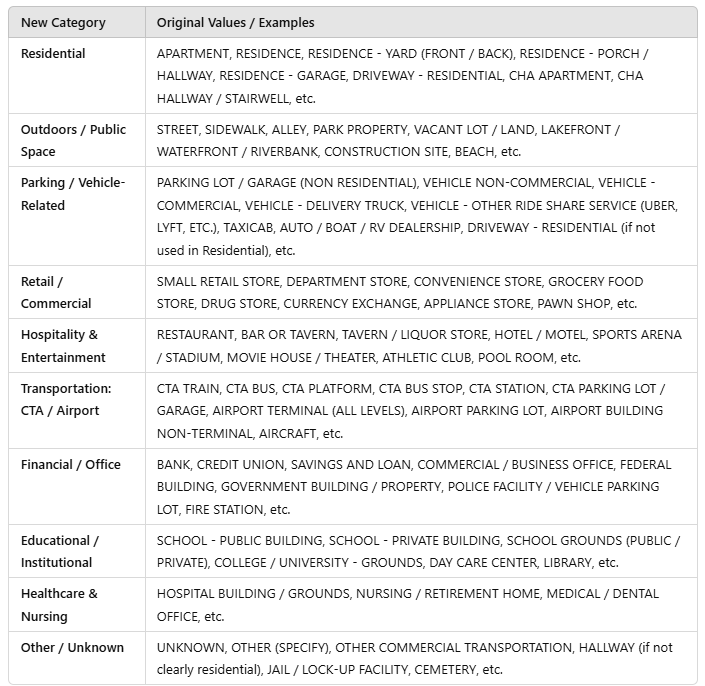 New Category
Original Values / Examples
Residential
APARTMENT, RESIDENCE, RESIDENCE - YARD (FRONT / BACK), RESIDENCE - PORCH /
HALLWAY, RESIDENCE - GARAGE, DRIVEWAY - RESIDENTIAL, CHA APARTMENT, CHA
HALLWAY / STAIRWELL, etc.
Outdoors / Public
Space
STREET, SIDEWALK, ALLEY, PARK PROPERTY, VACANT LOT / LAND, LAKEFRONT /
WATERFRONT / RIVERBANK, CONSTRUCTION SITE, BEACH, etc.
Parking / Vehicle-
Related
PARKING LOT / GARAGE (NON RESIDENTIAL), VEHICLE NON-COMMERCIAL, VEHICLE -
COMMERCIAL, VEHICLE - DELIVERY TRUCK, VEHICLE - OTHER RIDE SHARE SERVICE (UBER,
LYFT, ETC.), TAXICAB, AUTO / BOAT / RV DEALERSHIP, DRIVEWAY - RESIDENTIAL (if not
used in Residential), etc.
Retail /
Commercial
SMALL RETAIL STORE, DEPARTMENT STORE, CONVENIENCE STORE, GROCERY FOOD
STORE, DRUG STORE, CURRENCY EXCHANGE, APPLIANCE STORE, PAWN SHOP, etc.
Hospitality &
Entertainment
RESTAURANT, BAR OR TAVERN, TAVERN / LIQUOR STORE, HOTEL / MOTEL, SPORTS ARENA
/ STADIUM, MOVIE HOUSE / THEATER, ATHLETIC CLUB, POOL ROOM, etc.
Transportation:
CTA / Airport
CTA TRAIN, CTA BUS, CTA PLATFORM, CTA BUS STOP, CTA STATION, CTA PARKING LOT /
GARAGE, AIRPORT TERMINAL (ALL LEVELS), AIRPORT PARKING LOT, AIRPORT BUILDING
NON-TERMINAL, AIRCRAFT, etc.
Financial / Office
BANK, CREDIT UNION, SAVINGS AND LOAN, COMMERCIAL / BUSINESS OFFICE, FEDERAL
BUILDING, GOVERNMENT BUILDING / PROPERTY, POLICE FACILITY / VEHICLE PARKING
LOT, FIRE STATION, etc.
Educational /
Institutional
SCHOOL - PUBLIC BUILDING, SCHOOL - PRIVATE BUILDING, SCHOOL GROUNDS (PUBLIC /
PRIVATE), COLLEGE / UNIVERSITY - GROUNDS, DAY CARE CENTER, LIBRARY, etc.
Healthcare &
Nursing
HOSPITAL BUILDING / GROUNDS, NURSING / RETIREMENT HOME, MEDICAL / DENTAL
OFFICE, etc.
Other / Unknown
UNKNOWN, OTHER (SPECIFY), OTHER COMMERCIAL TRANSPORTATION, HALLWAY (if not
clearly residential), JAIL / LOCK-UP FACILITY, CEMETERY, etc.